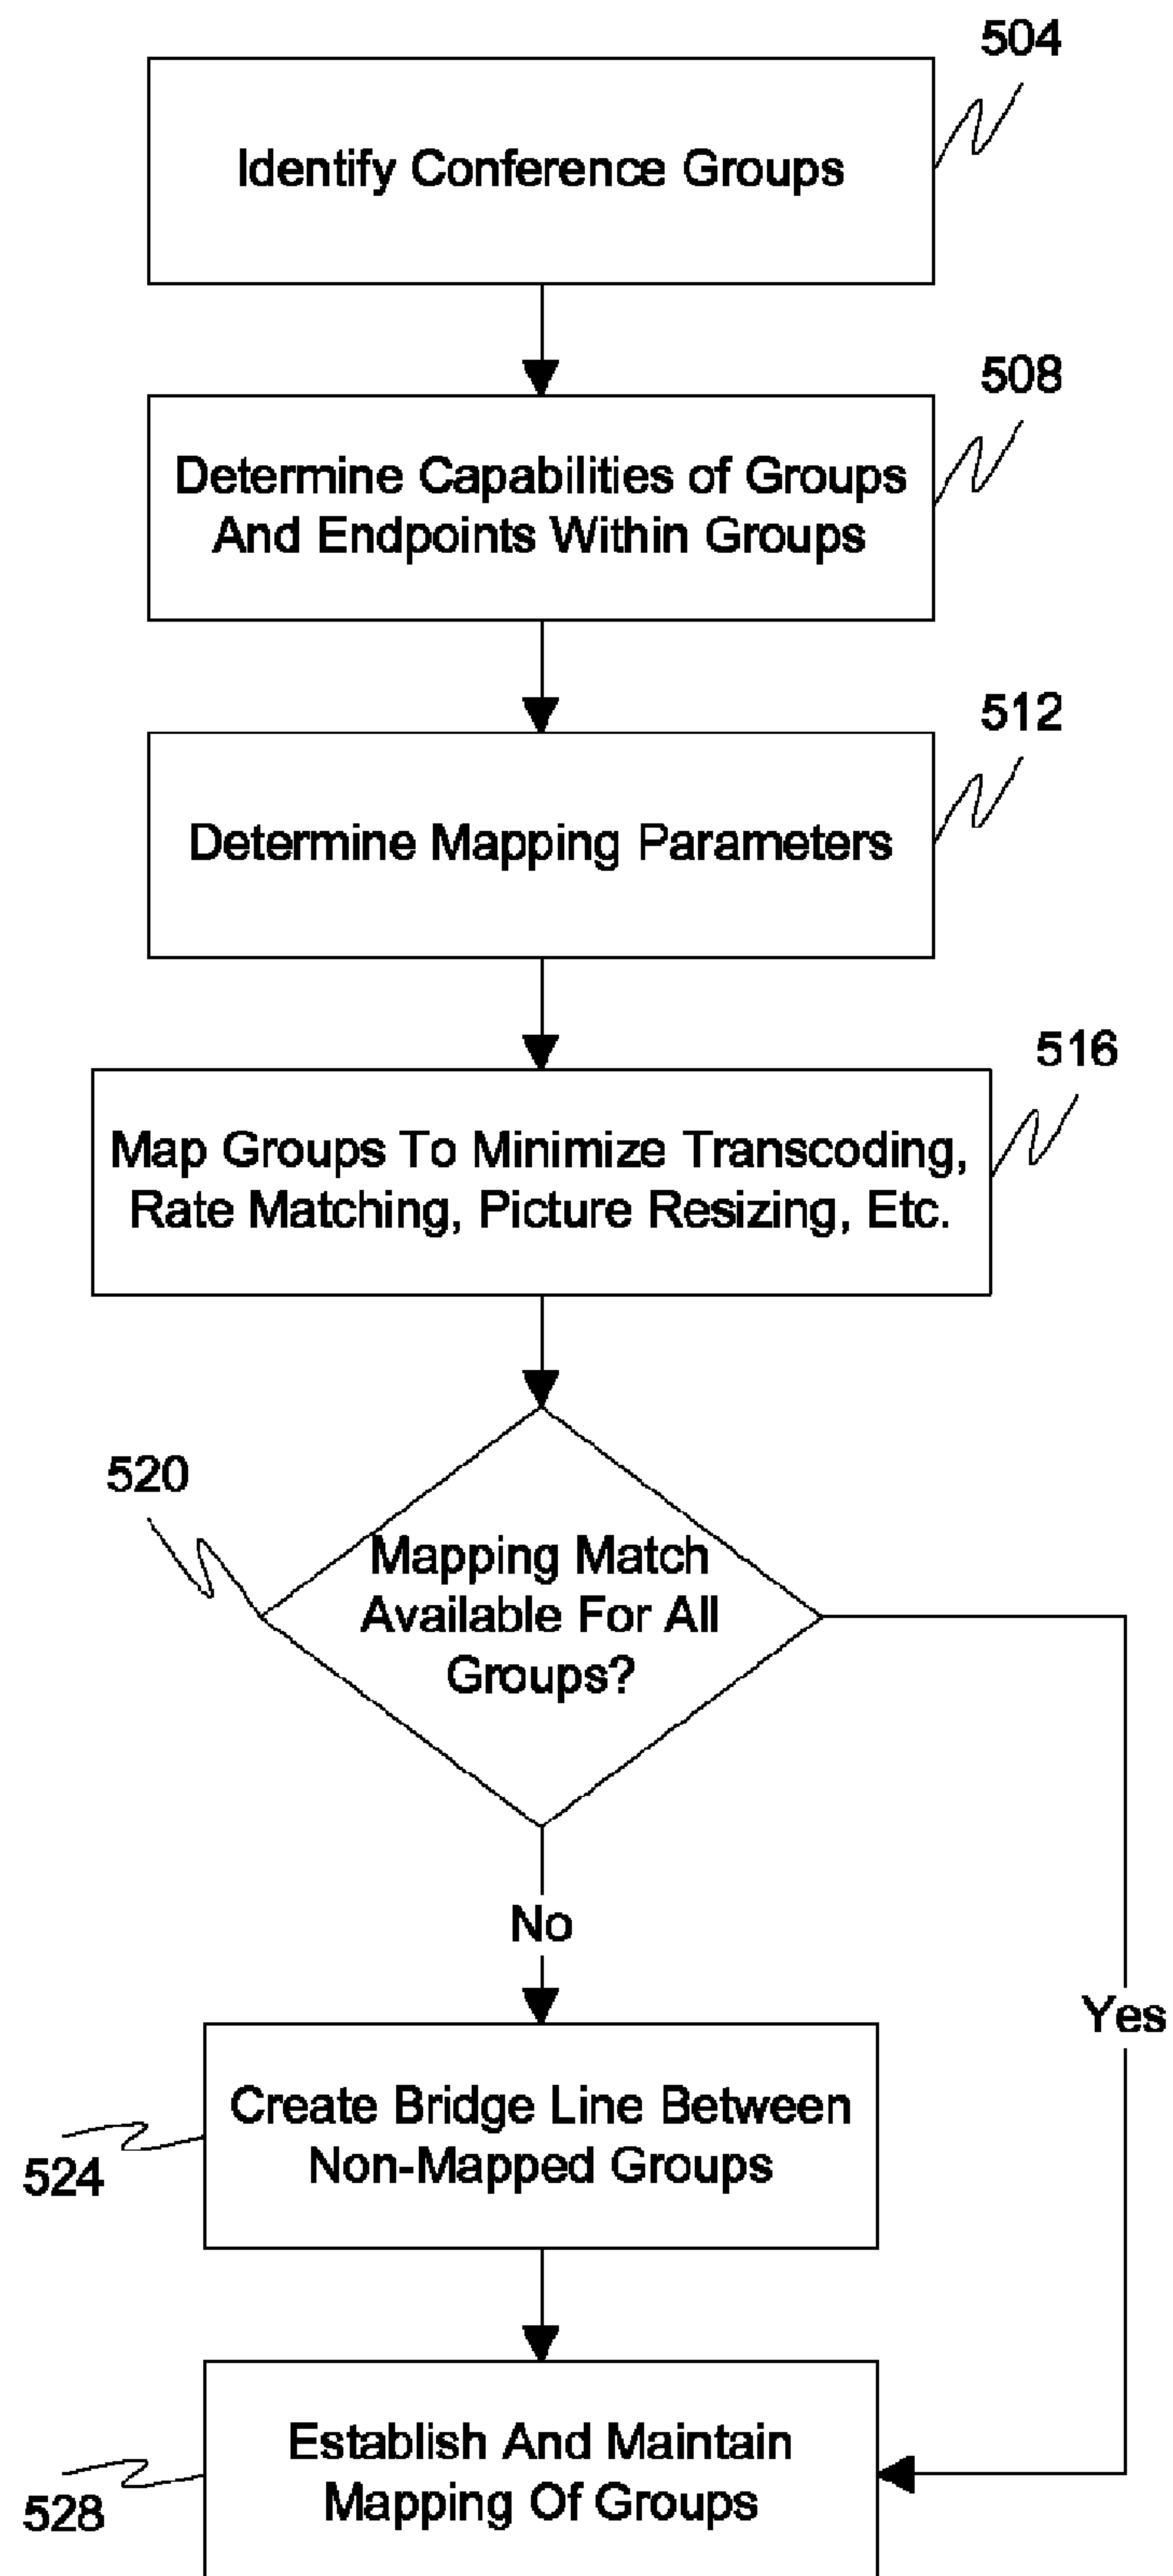 504
Identify Conference Groups
508
Determine Capabilities of Groups
And Endpoints Within Groups
512
Determine Mapping Parameters
516
Map Groups To Minimize Transcoding,
Rate Matching, Picture Resizing, Etc.
520
Mapping Match
Available For All
Groups?
No
Yes
Create Bridge Line Between
Non-Mapped Groups
524
Establish And Maintain
Mapping Of Groups
528